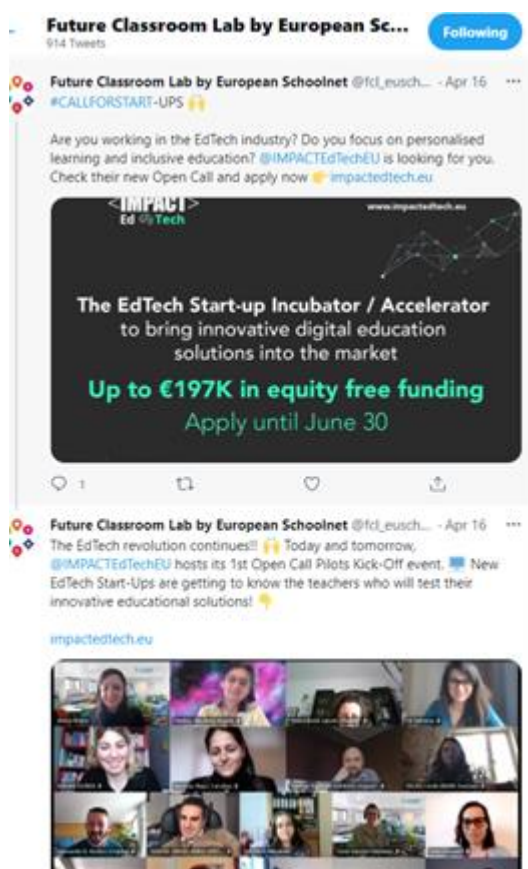 Future Classroom Lab by European Sc...
914 Tweets
Following
Future Classroom Lab by European Schoolnet @fcl_eusch... · Apr 16
#CALLFORSTART-UPS
Are you working in the EdTech industry? Do you focus on personalised
learning and inclusive education? @IMPACTEdTechEU is looking for you.
Check their new Open Call and apply now impactedtech.eu
<IMPACT>
Ed Tech
www.impactedtech.eu
The EdTech Start-up Incubator / Accelerator
to bring innovative digital education
solutions into the market
Up to €197K in equity free funding
Apply until June 30
1
Future Classroom Lab by European Schoolnet @fcl_eusch... · Apr 16
The EdTech revolution continues!! Today and tomorrow,
@IMPACTEdTechEU hosts its 1st Open Call Pilots Kick-Off event. New
EdTech Start-Ups are getting to know the teachers who will test their
innovative educational solutions!
impactedtech.eu